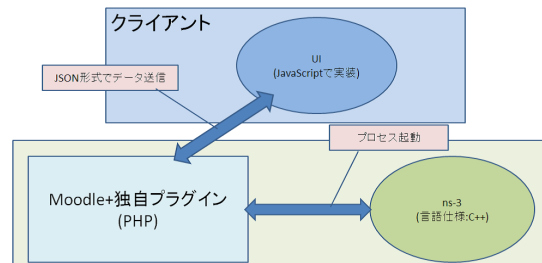 クライアント
UI
(JavaScriptで実装)
JSON形式でデータ送信
プロセス起動
Moodle+独自プラグイン
(PHP)
ns-3
(言語仕様:C++)